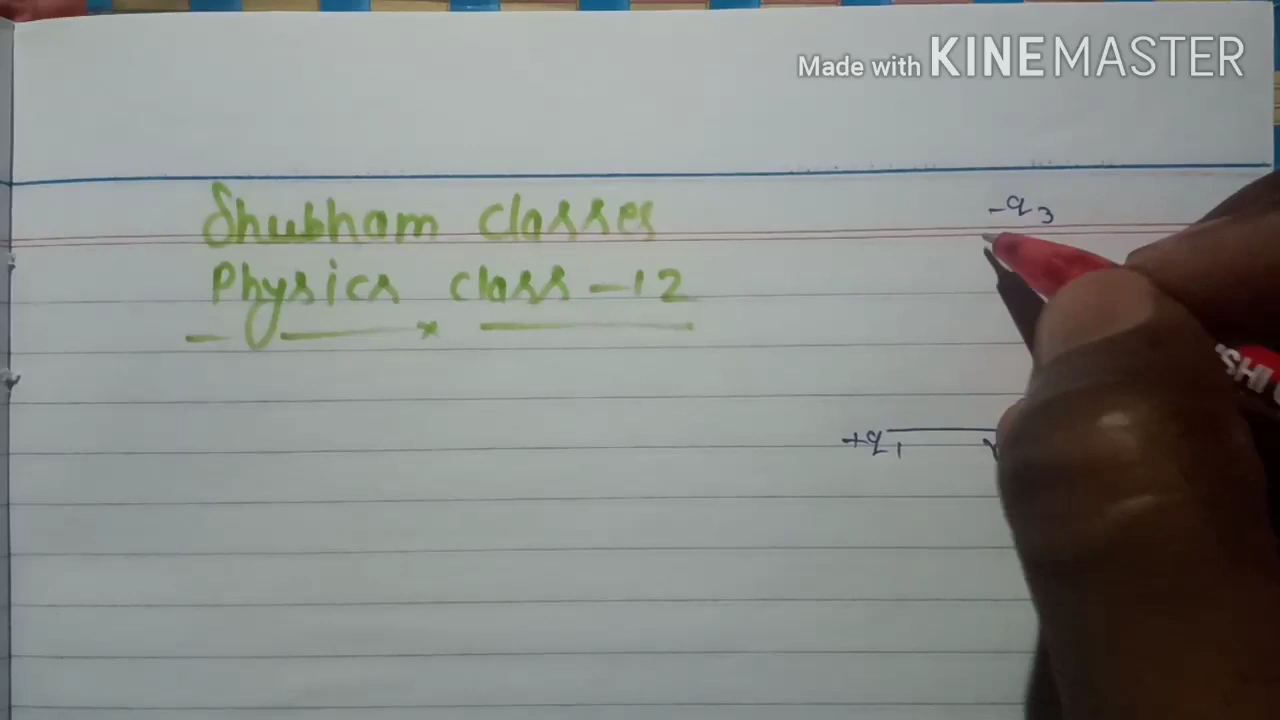 Made with KINEMASTER
Shubham Classes
Physics class -12
-q3
+q1